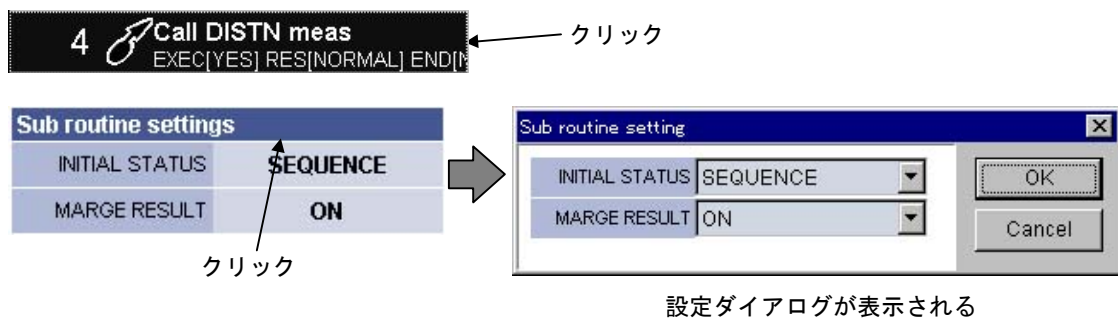 4 Call DISTN meas
EXEC[YES] RES[NORMAL] END[
クリック
Sub routine settings
INITIAL STATUS SEQUENCE
MARGE RESULT ON
クリック
Sub routine setting
INITIAL STATUS SEQUENCE
MARGE RESULT ON
OK
Cancel
設定ダイアログが表示される